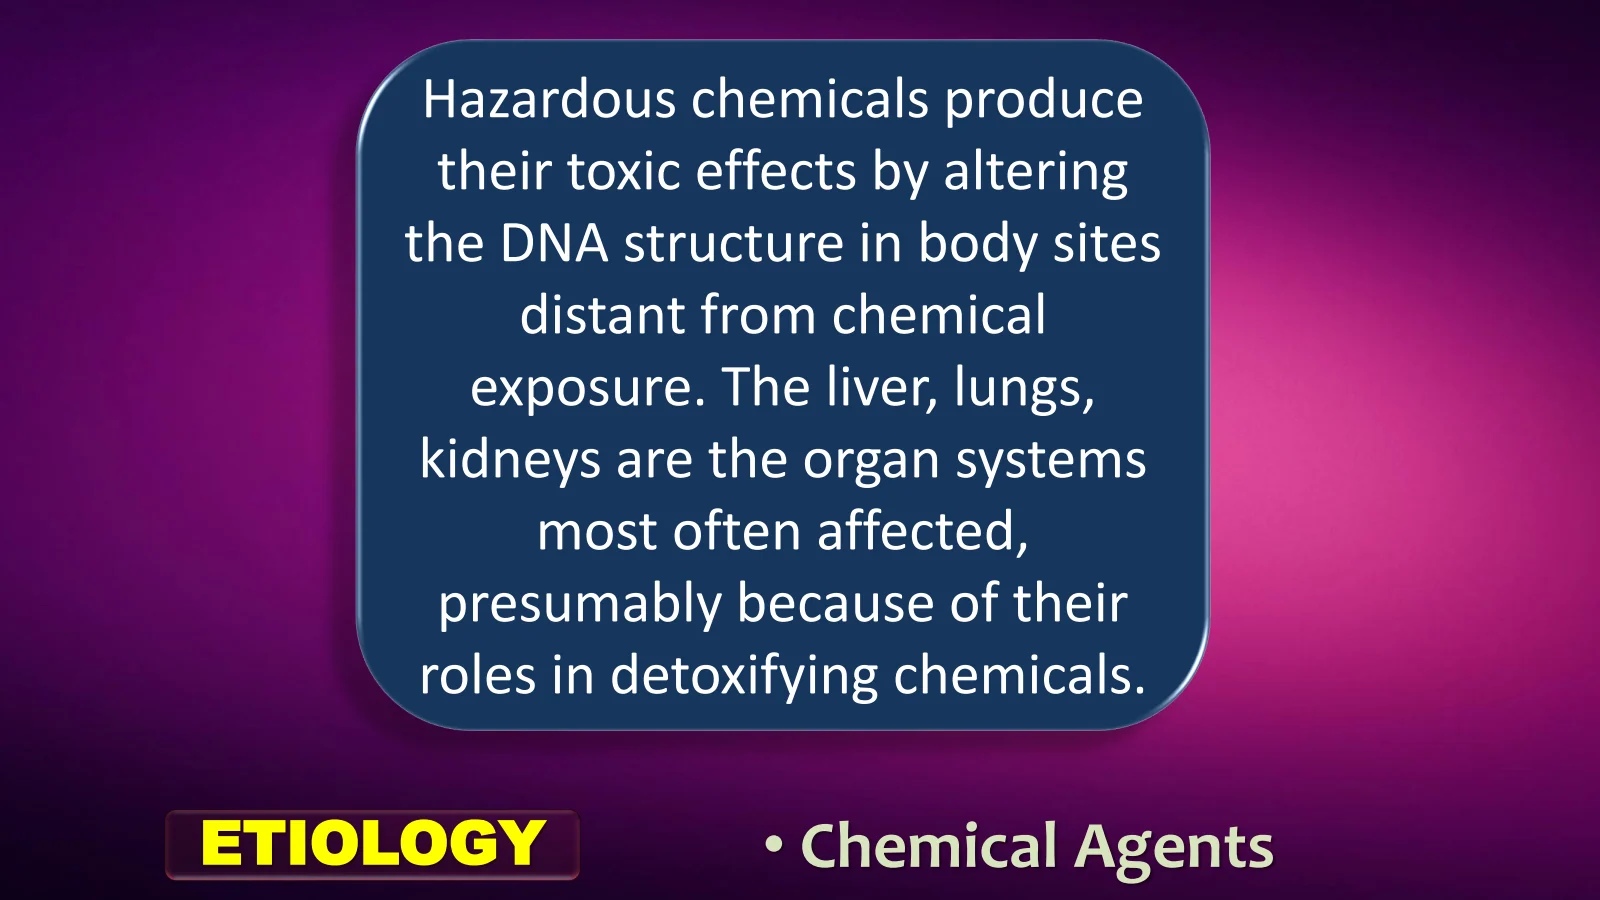 Hazardous chemicals produce
their toxic effects by altering
the DNA structure in body sites
distant from chemical
exposure. The liver, lungs,
kidneys are the organ systems
most often affected,
presumably because of their
roles in detoxifying chemicals.
ETIOLOGY
• Chemical Agents